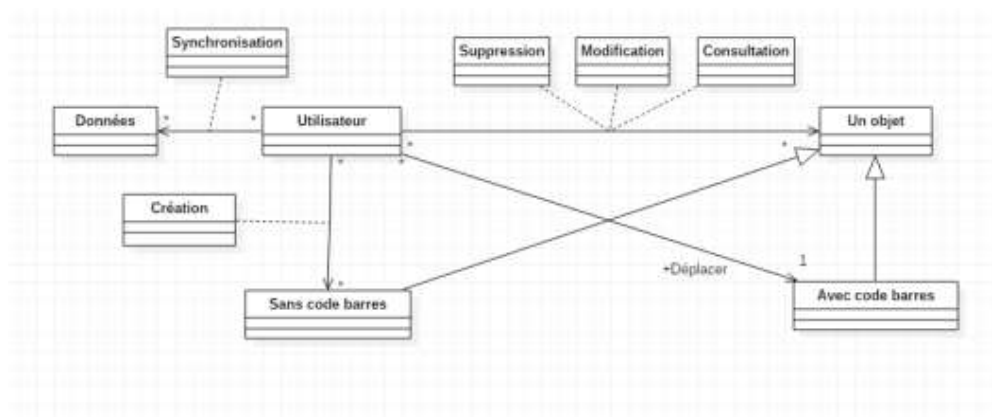 Synchronisation
Suppression
Modification
Consultation
Données
*
*
Utilisateur
Un objet
*
*
*
*
Création
+Déplacer
1
*
Sans code barres
Avec code barres